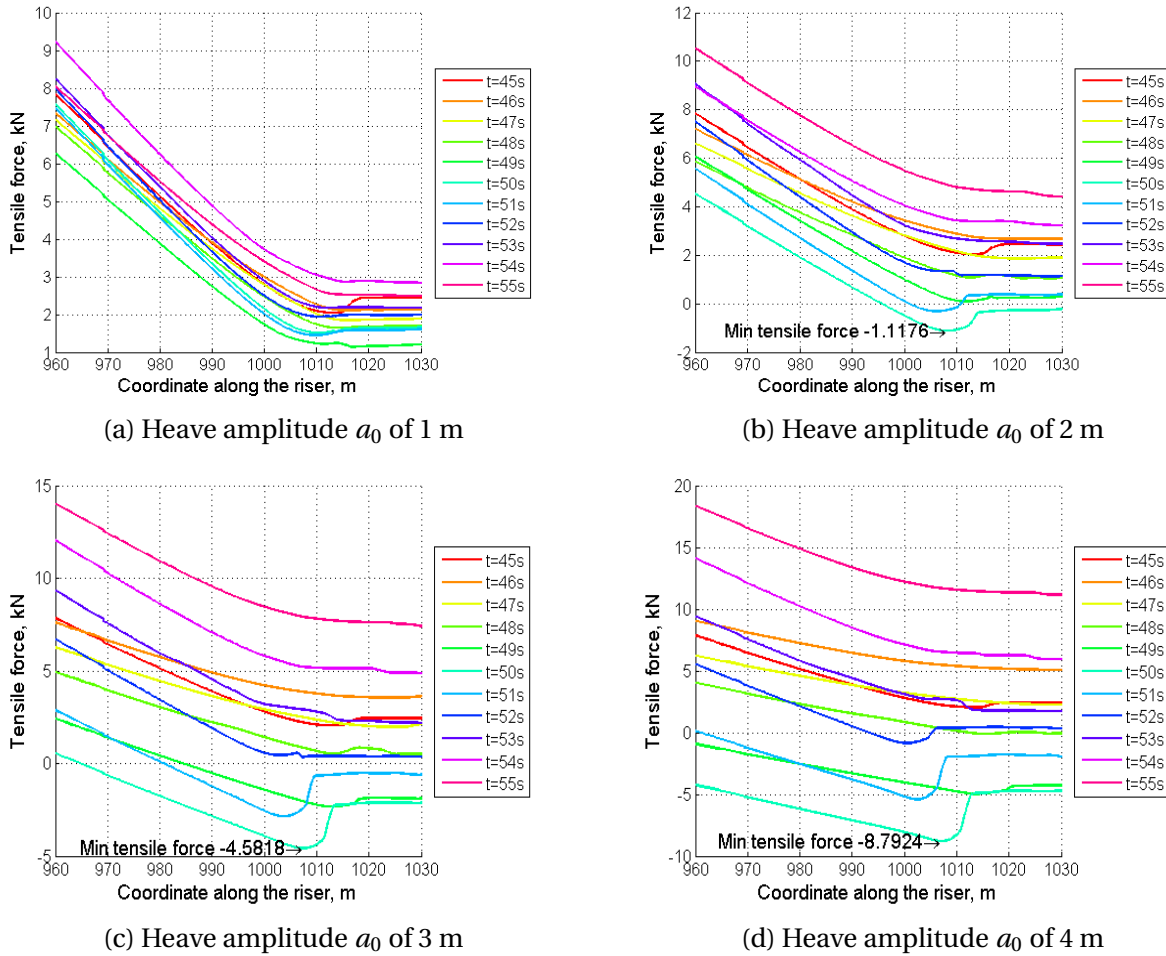 10
9
8
7
6
5
4
3
2
1
Tensile force, kN
960 970 980 990 1000 1010 1020 1030
Coordinate along the riser, m
t=45s
t=46s
t=47s
t=48s
t=49s
t=50s
t=51s
t=52s
t=53s
t=54s
t=55s
(a) Heave amplitude a₀ of 1 m
12
10
8
6
4
2
0
-2
Tensile force, kN
Min tensile force -1.1176→
960 970 980 990 1000 1010 1020 1030
Coordinate along the riser, m
t=45s
t=46s
t=47s
t=48s
t=49s
t=50s
t=51s
t=52s
t=53s
t=54s
t=55s
(b) Heave amplitude a₀ of 2 m
15
10
5
0
-5
Tensile force, kN
Min tensile force -4.5818→
960 970 980 990 1000 1010 1020 1030
Coordinate along the riser, m
t=45s
t=46s
t=47s
t=48s
t=49s
t=50s
t=51s
t=52s
t=53s
t=54s
t=55s
(c) Heave amplitude a₀ of 3 m
20
15
10
5
0
-5
-10
Tensile force, kN
Min tensile force -8.7924→
960 970 980 990 1000 1010 1020 1030
Coordinate along the riser, m
t=45s
t=46s
t=47s
t=48s
t=49s
t=50s
t=51s
t=52s
t=53s
t=54s
t=55s
(d) Heave amplitude a₀ of 4 m